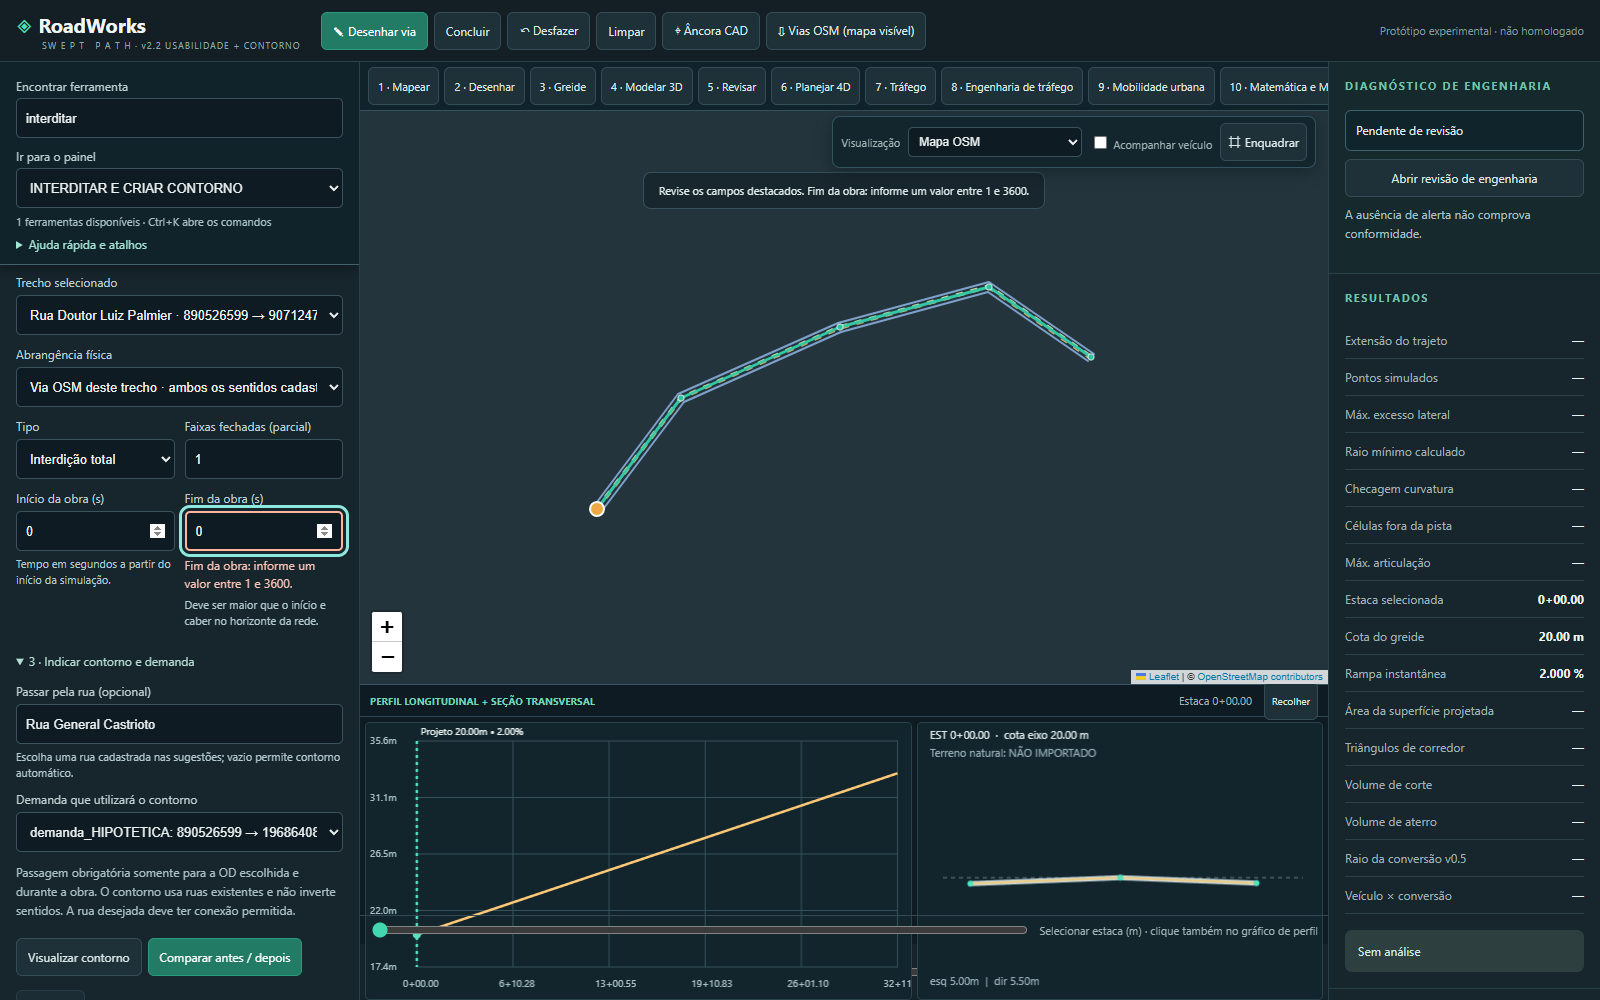 RoadWorks
SWEPT PATH · v2.2 USABILIDADE + CONTORNO
Desenhar via
Concluir
Desfazer
Limpar
Âncora CAD
Vias OSM (mapa visível)
Protótipo experimental · não homologado
Encontrar ferramenta
interditar
Ir para o painel
INTERDITAR E CRIAR CONTORNO
1 ferramentas disponíveis · Ctrl+K abre os comandos
Ajuda rápida e atalhos
Trecho selecionado
Rua Doutor Luiz Palmier · 890526599 → 9071247
Abrangência física
Via OSM deste trecho · ambos os sentidos cadast
Tipo
Faixas fechadas (parcial)
Interdição total
1
Início da obra (s)
Fim da obra (s)
0
0
Tempo em segundos a partir do
início da simulação.
Fim da obra: informe um
valor entre 1 e 3600.
Deve ser maior que o início e
caber no horizonte da rede.
3 · Indicar contorno e demanda
Passar pela rua (opcional)
Rua General Castrioto
Escolha uma rua cadastrada nas sugestões; vazio permite contorno
automático.
Demanda que utilizará o contorno
demanda_HIPOTETICA: 890526599 → 19686408
Passagem obrigatória somente para a OD escolhida e
durante a obra. O contorno usa ruas existentes e não inverte
sentidos. A rua desejada deve ter conexão permitida.
Visualizar contorno
Comparar antes / depois
1 · Mapear
2 · Desenhar
3 · Greide
4 · Modelar 3D
5 · Revisar
6 · Planejar 4D
7 · Tráfego
8 · Engenharia de tráfego
9 · Mobilidade urbana
10 · Matemática e M
Visualização
Mapa OSM
Acompanhar veículo
Enquadrar
Revise os campos destacados. Fim da obra: informe um valor entre 1 e 3600.
+
−
Leaflet | © OpenStreetMap contributors
PERFIL LONGITUDINAL + SEÇÃO TRANSVERSAL
Estaca 0+00.00
Recolher
Projeto 20.00m • 2.00%
35.6m
31.1m
26.5m
22.0m
17.4m
0+00.00
6+10.28
13+00.55
19+10.83
26+01.10
32+11
EST 0+00.00 · cota eixo 20.00 m
Terreno natural: NÃO IMPORTADO
Selecionar estaca (m) · clique também no gráfico de perfil
esq 5.00m | dir 5.50m
DIAGNÓSTICO DE ENGENHARIA
Pendente de revisão
Abrir revisão de engenharia
A ausência de alerta não comprova
conformidade.
RESULTADOS
Extensão do trajeto —
Pontos simulados —
Máx. excesso lateral —
Raio mínimo calculado —
Checagem curvatura —
Células fora da pista —
Máx. articulação —
Estaca selecionada 0+00.00
Cota do greide 20.00 m
Rampa instantânea 2.000 %
Área da superfície projetada —
Triângulos de corredor —
Volume de corte —
Volume de aterro —
Raio da conversão v0.5 —
Veículo × conversão —
Sem análise